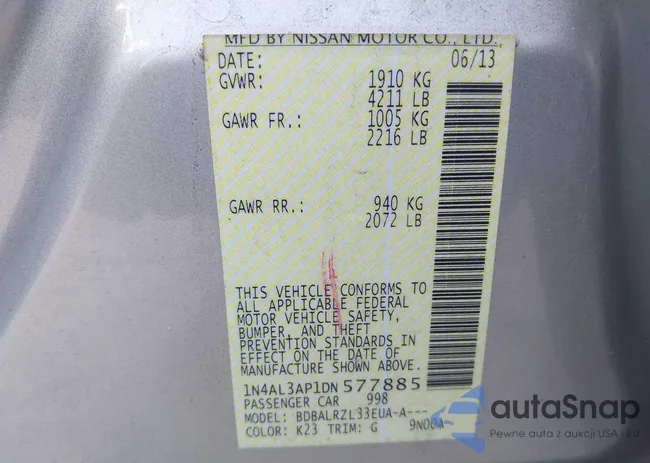 MFD BY NISSAN MOTOR CO., LTD.
DATE: 06/13
GVWR: 1910 KG
4211 LB
GAWR FR.: 1005 KG
2216 LB
GAWR RR.: 940 KG
2072 LB
THIS VEHICLE CONFORMS TO
ALL APPLICABLE FEDERAL
MOTOR VEHICLE SAFETY,
BUMPER, AND THEFT
PREVENTION STANDARDS IN
EFFECT ON THE DATE OF
MANUFACTURE SHOWN ABOVE.
1N4AL3AP1DN577885
PASSENGER CAR 998
MODEL: BDBALRZL33EUA-A---
COLOR: K23 TRIM: G 9N00A
autoSnap
Pewne auta z aukcji USA i EU